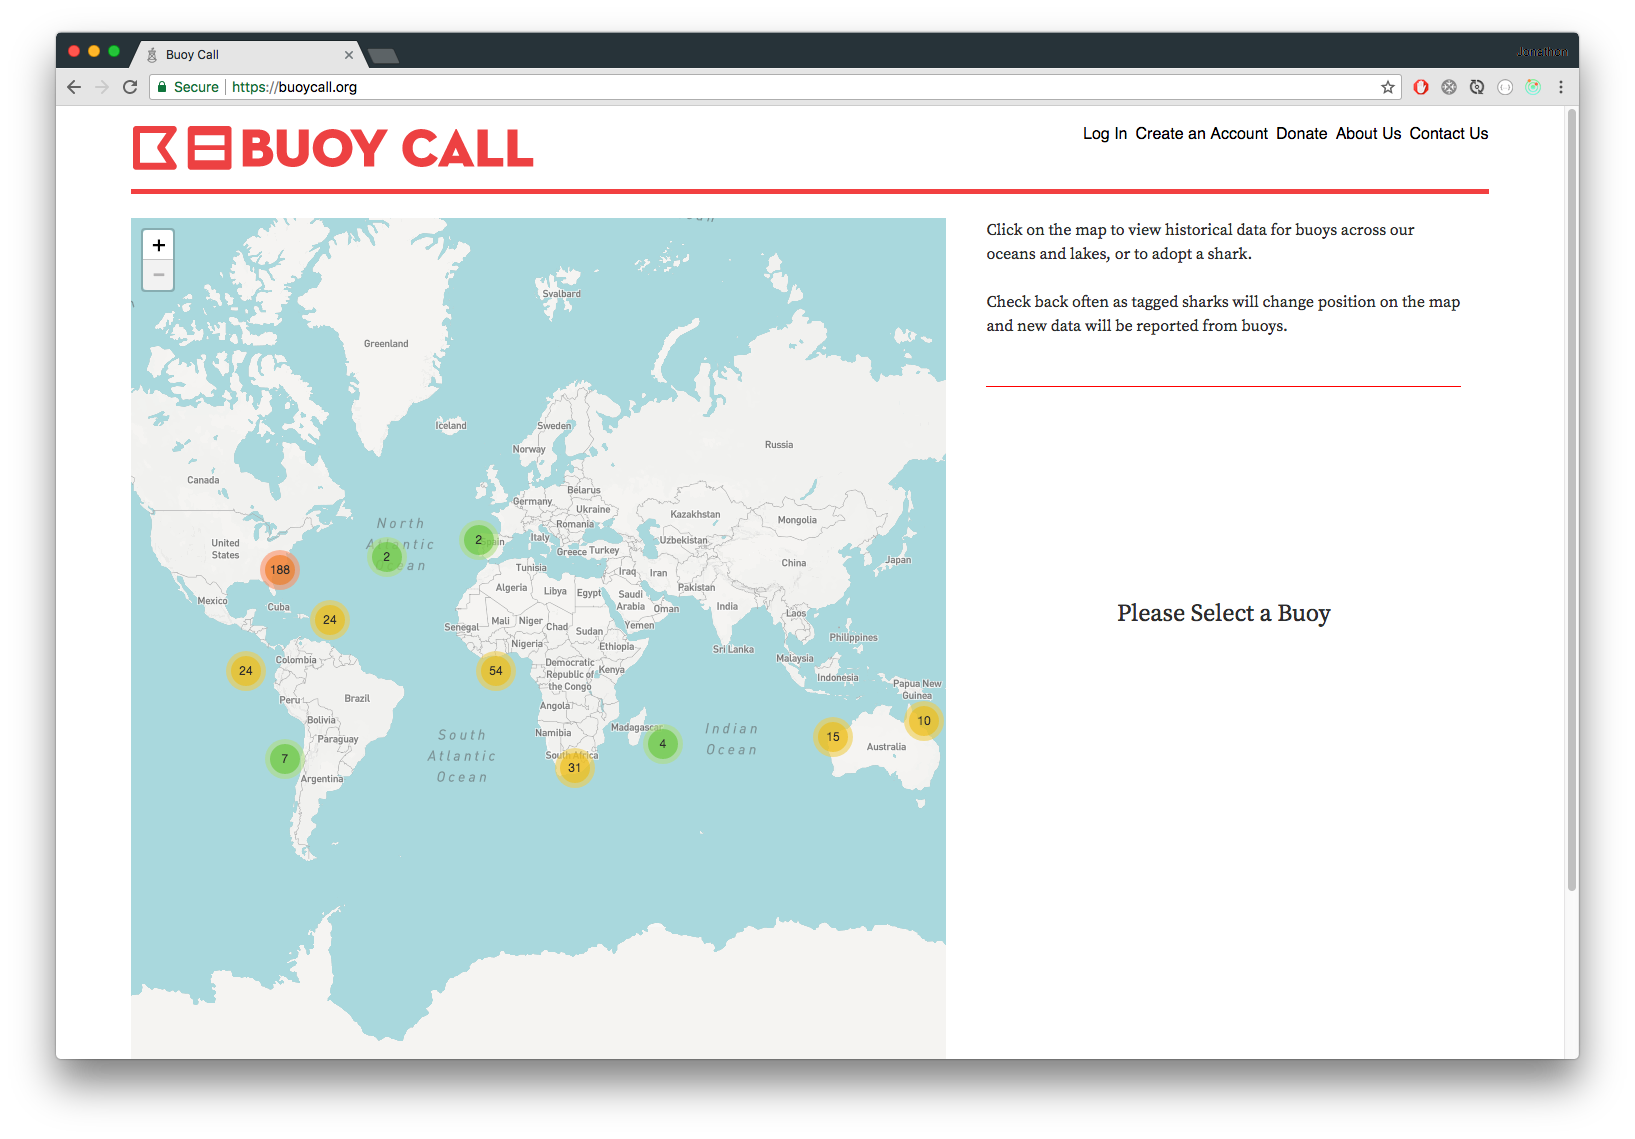 Buoy Call
Jonathan
Secure
https://buoycall.org
BUOY CALL
Log In Create an Account Donate About Us Contact Us
Click on the map to view historical data for buoys across our
oceans and lakes, or to adopt a shark.
Check back often as tagged sharks will change position on the map
and new data will be reported from buoys.
Please Select a Buoy
+
−
Svalbard
Greenland
Iceland
Sweden
Norway
Russia
Canada
Belarus
Germany
Ukraine
Kazakhstan
Mongolia
North
Atlantic
Ocean
Romania
United
States
2
2
Italy
Greece
Turkey
Uzbekistan
China
Japan
188
Tunisia
Iraq
Iran
Pakistan
Algeria
Libya
Egypt
Saudi
Arabia
Oman
India
Mexico
Cuba
24
Laos
Mali
Niger
Chad
Senegal
Sudan
Yemen
Philippines
Nigeria
Ethiopia
Sri Lanka
Malaysia
Colombia
24
54
Democratic
Republic of
the Congo
Kenya
Indonesia
Papua New
Guinea
Peru
Brazil
Angola
Bolivia
10
Namibia
Madagascar
Paraguay
South
Atlantic
Ocean
Indian
Ocean
4
15
Australia
7
South Africa
31
Argentina